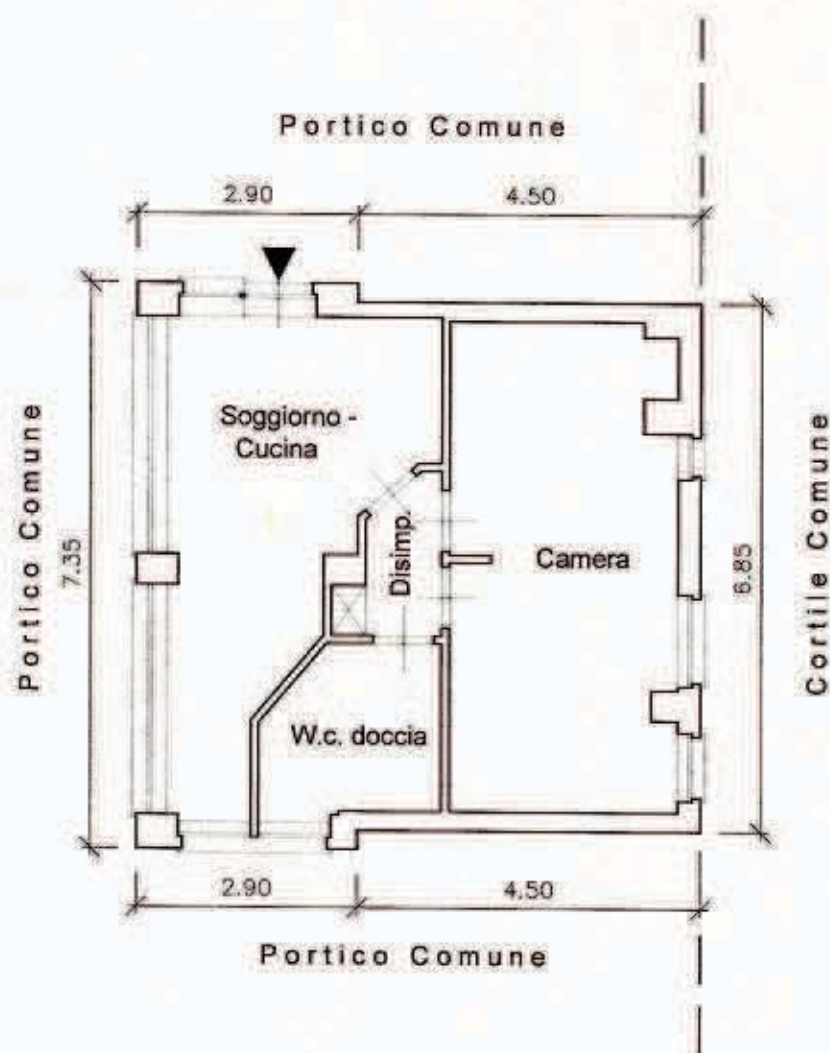 Portico Comune
2.90
4.50
Soggiorno -
Cucina
Portico Comune
7.35
Disimp.
Camera
6.85
Cortile Comune
W.c. doccia
2.90
4.50
Portico Comune